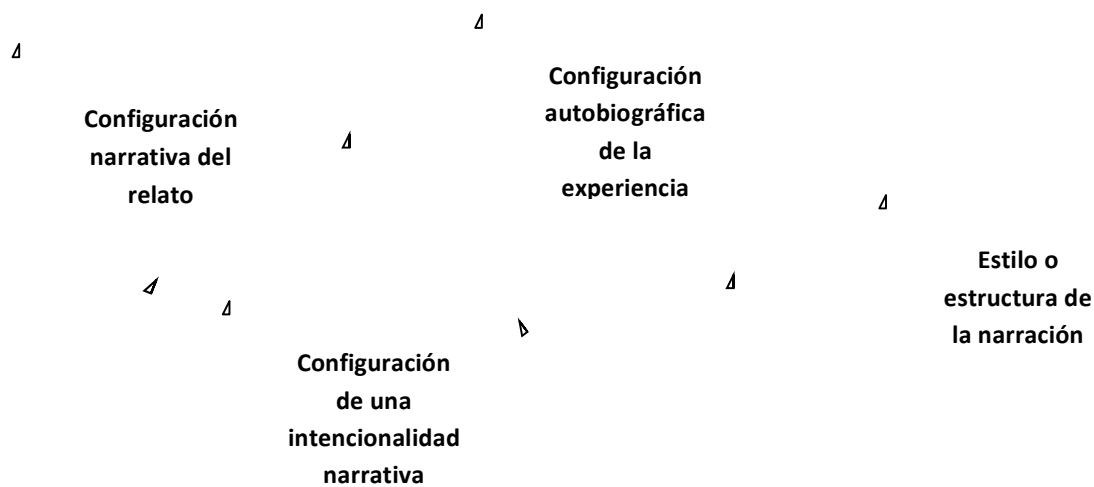 Configuración
narrativa del
relato
Configuración
autobiográfica
de la
experiencia
Estilo o
estructura de
la narración
Configuración
de una
intencionalidad
narrativa